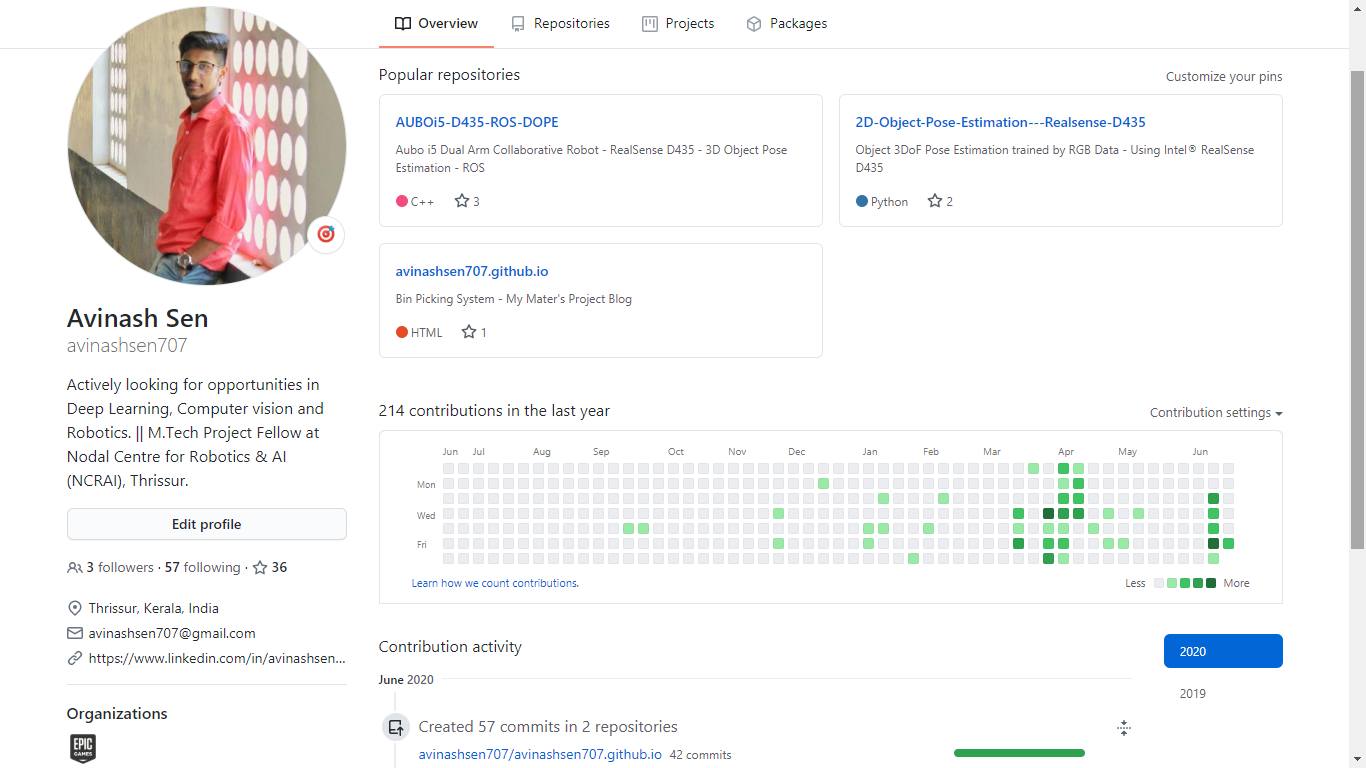 Overview
Repositories
Projects
Packages
Popular repositories
Customize your pins
AUBOi5-D435-ROS-DOPE
Aubo i5 Dual Arm Collaborative Robot - RealSense D435 - 3D Object Pose
Estimation - ROS
C++ 3
2D-Object-Pose-Estimation---Realsense-D435
Object 3DoF Pose Estimation trained by RGB Data - Using Intel® RealSense
D435
Python 2
avinashsen707.github.io
Bin Picking System - My Mater's Project Blog
HTML 1
Avinash Sen
avinashsen707
Actively looking for opportunities in
Deep Learning, Computer vision and
Robotics. || M.Tech Project Fellow at
Nodal Centre for Robotics & AI
(NCRAI), Thrissur.
Edit profile
3 followers · 57 following · 36
Thrissur, Kerala, India
avinashsen707@gmail.com
https://www.linkedin.com/in/avinashsen...
Organizations
EPIC
GAMES
214 contributions in the last year
Contribution settings
Jun Jul Aug Sep Oct Nov Dec Jan Feb Mar Apr May Jun
Mon
Wed
Fri
Learn how we count contributions.
Less More
Contribution activity
2020
2019
June 2020
Created 57 commits in 2 repositories
avinashsen707/avinashsen707.github.io 42 commits